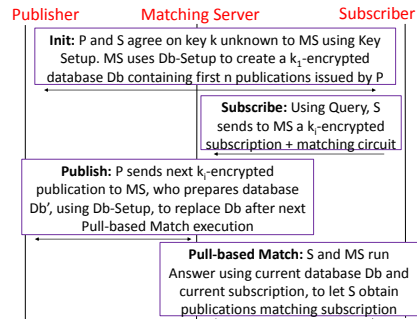 Publisher Matching Server Subscriber
Init: P and S agree on key k unknown to MS using Key
Setup. MS uses Db-Setup to create a k1-encrypted
database Db containing first n publications issued by P
Subscribe: Using Query, S
sends to MS a ki-encrypted
subscription + matching circuit
Publish: P sends next ki-encrypted
publication to MS, who prepares database
Db', using Db-Setup, to replace Db after next
Pull-based Match execution
Pull-based Match: S and MS run
Answer using current database Db and
current subscription, to let S obtain
publications matching subscription